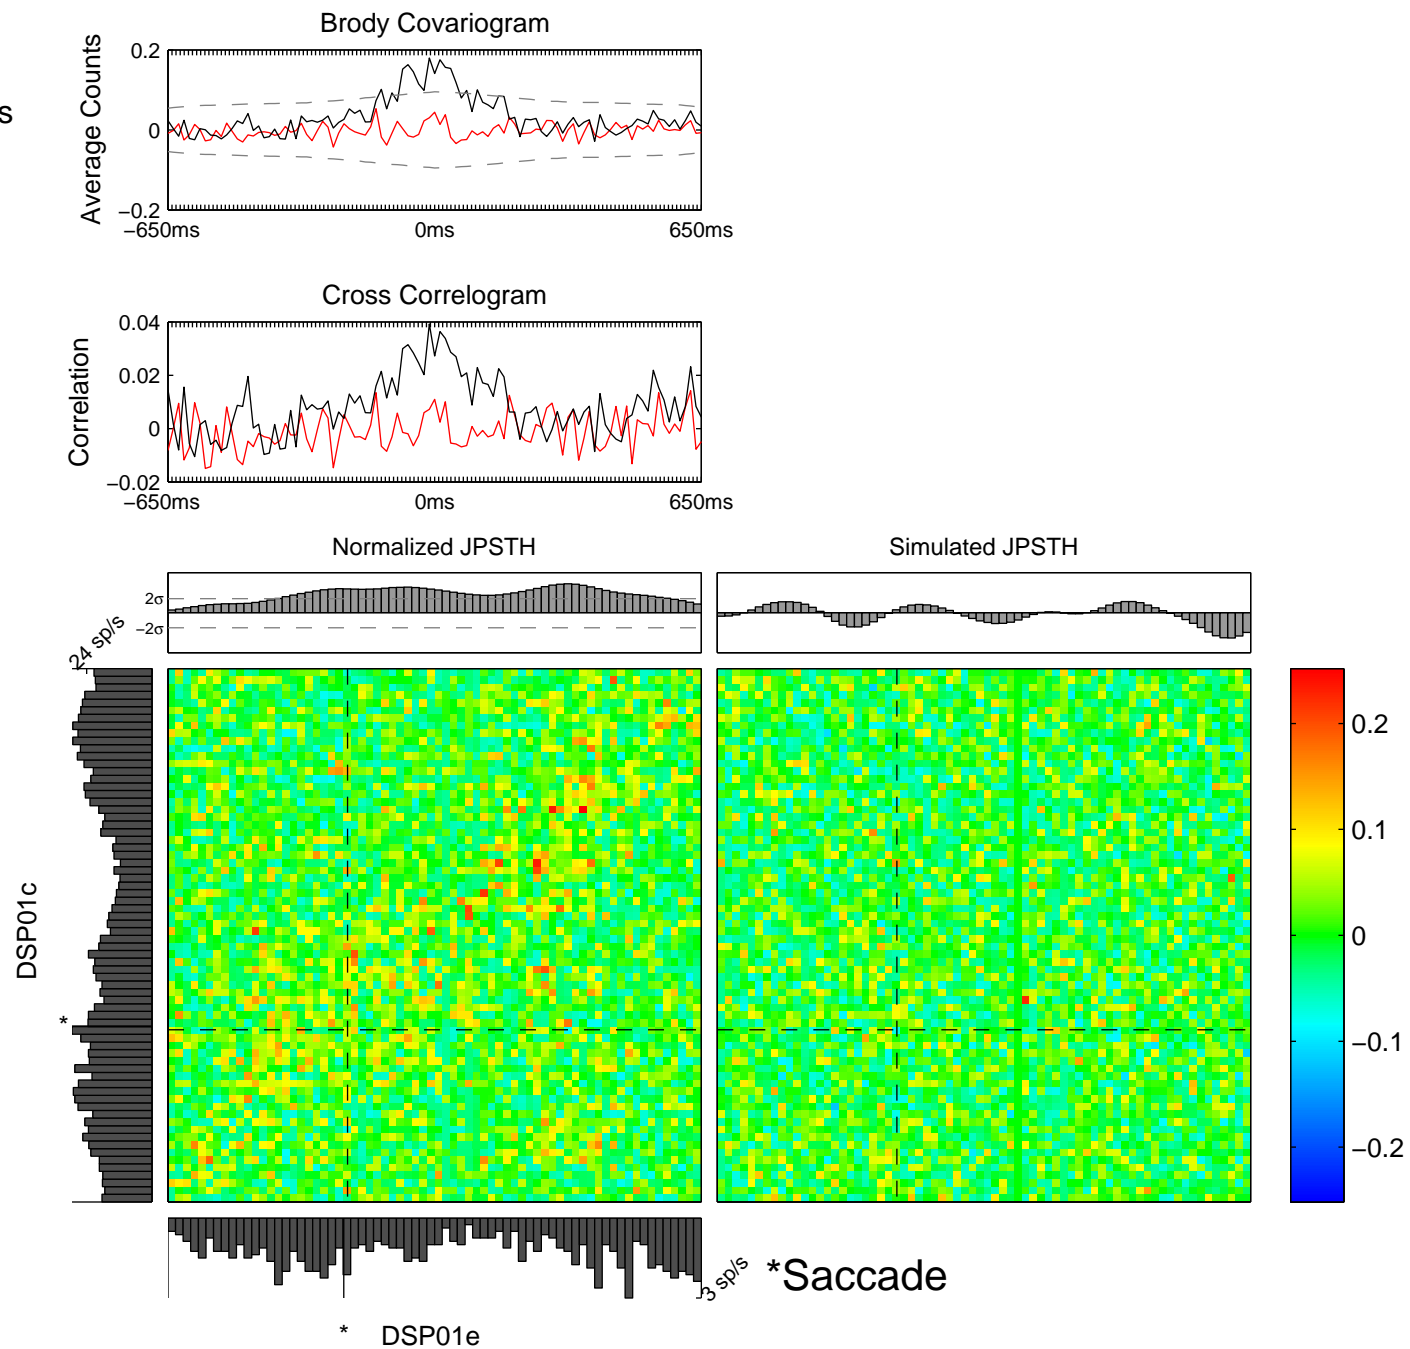 Brody Covariogram
s
Average Counts
0.2
0
−0.2
−650ms 0ms 650ms
Cross Correlogram
Correlation
0.04
0.02
0
−0.02
−650ms 0ms 650ms
Normalized JPSTH
Simulated JPSTH
2σ
−2σ
24 sp/s
DSP01c
*
0.2
0.1
0
−0.1
−0.2
3 sp/s
*Saccade
* DSP01e